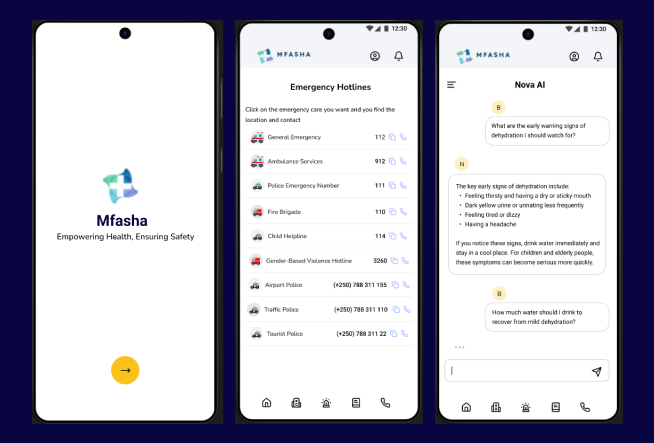 Mfasha
Empowering Health, Ensuring Safety
12:30
MFASHA
Emergency Hotlines
Click on the emergency care you want and you find the
location and contact
General Emergency 112
Ambulance Services 912
Police Emergency Number 111
Fire Brigade 110
Child Helpline 114
Gender-Based Violence Hotline 3260
Airport Police (+250) 788 311 155
Traffic Police (+250) 788 311 110
Tourist Police (+250) 788 311 22
12:30
MFASHA
Nova AI
B
What are the early warning signs of
dehydration I should watch for?
N
The key early signs of dehydration include:
• Feeling thirsty and having a dry or sticky mouth
• Dark yellow urine or urinating less frequently
• Feeling tired or dizzy
• Having a headache
If you notice these signs, drink water immediately and
stay in a cool place. For children and elderly people,
these symptoms can become serious more quickly.
B
How much water should I drink to
recover from mild dehydration?
...